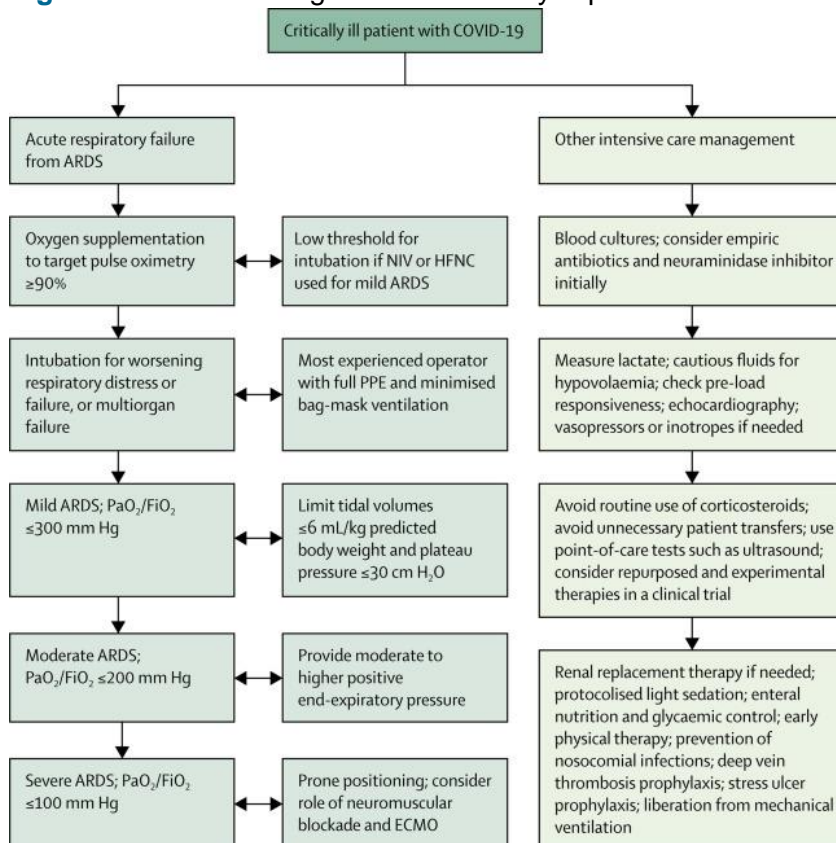 Critically ill patient with COVID-19
Acute respiratory failure
from ARDS
Other intensive care management
Oxygen supplementation
to target pulse oximetry
≥90%
Low threshold for
intubation if NIV or HFNC
used for mild ARDS
Blood cultures; consider empiric
antibiotics and neuraminidase inhibitor
initially
Intubation for worsening
respiratory distress or
failure, or multiorgan
failure
Most experienced operator
with full PPE and minimised
bag-mask ventilation
Measure lactate; cautious fluids for
hypovolaemia; check pre-load
responsiveness; echocardiography;
vasopressors or inotropes if needed
Mild ARDS; PaO₂/FiO₂
≤300 mm Hg
Limit tidal volumes
≤6 mL/kg predicted
body weight and plateau
pressure ≤30 cm H₂O
Avoid routine use of corticosteroids;
avoid unnecessary patient transfers; use
point-of-care tests such as ultrasound;
consider repurposed and experimental
therapies in a clinical trial
Moderate ARDS;
PaO₂/FiO₂ ≤200 mm Hg
Provide moderate to
higher positive
end-expiratory pressure
Renal replacement therapy if needed;
protocolised light sedation; enteral
nutrition and glycaemic control; early
physical therapy; prevention of
nosocomial infections; deep vein
thrombosis prophylaxis; stress ulcer
prophylaxis; liberation from mechanical
ventilation
Severe ARDS; PaO₂/FiO₂
≤100 mm Hg
Prone positioning; consider
role of neuromuscular
blockade and ECMO